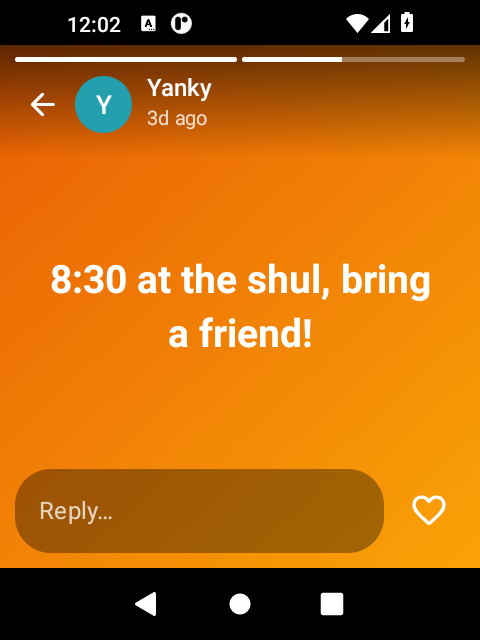 12:02
Y
Yanky
3d ago
8:30 at the shul, bring
a friend!
Reply...